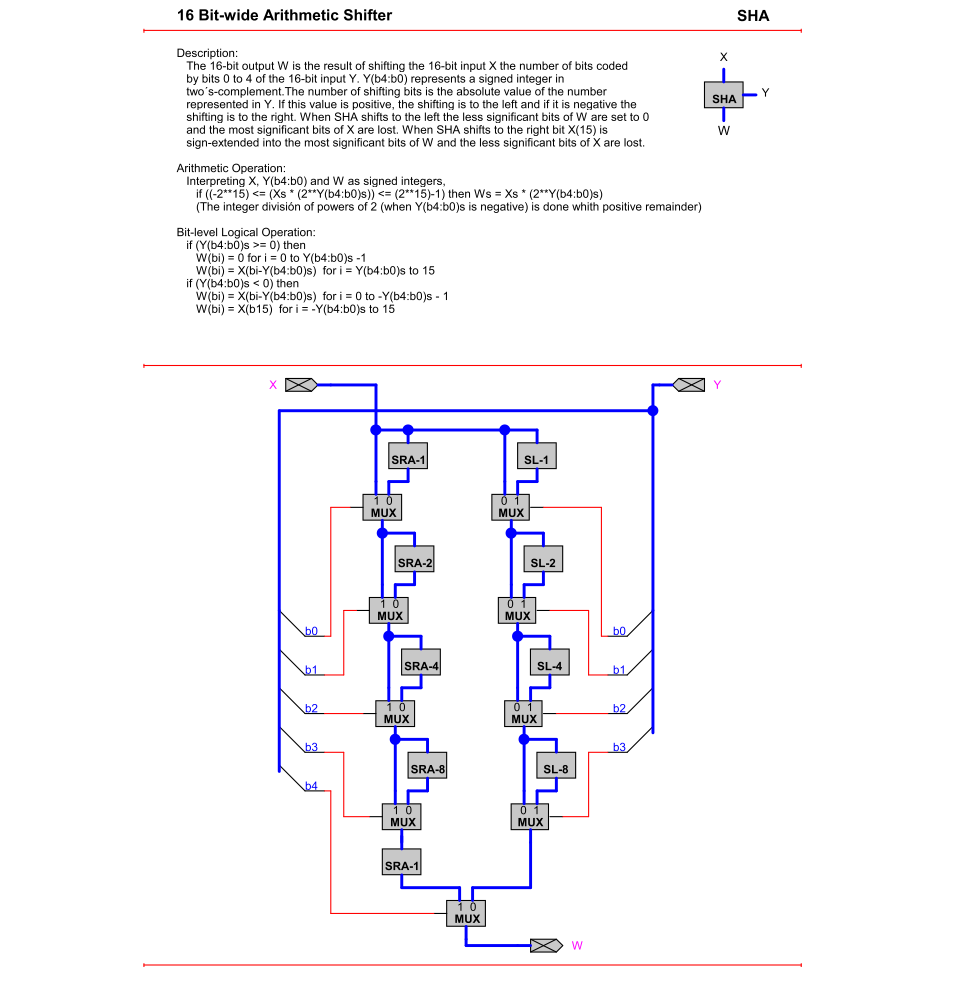 16 Bit-wide Arithmetic Shifter SHA
Description:
The 16-bit output W is the result of shifting the 16-bit input X the number of bits coded
by bits 0 to 4 of the 16-bit input Y. Y(b4:b0) represents a signed integer in
two´s-complement.The number of shifting bits is the absolute value of the number
represented in Y. If this value is positive, the shifting is to the left and if it is negative the
shifting is to the right. When SHA shifts to the left the less significant bits of W are set to 0
and the most significant bits of X are lost. When SHA shifts to the right bit X(15) is
sign-extended into the most significant bits of W and the less significant bits of X are lost.
X
SHA
Y
W
Arithmetic Operation:
Interpreting X, Y(b4:b0) and W as signed integers,
if ((-2**15) <= (Xs * (2**Y(b4:b0)s)) <= (2**15)-1) then Ws = Xs * (2**Y(b4:b0)s)
(The integer división of powers of 2 (when Y(b4:b0)s is negative) is done whith positive remainder)
Bit-level Logical Operation:
if (Y(b4:b0)s >= 0) then
W(bi) = 0 for i = 0 to Y(b4:b0)s -1
W(bi) = X(bi-Y(b4:b0)s) for i = Y(b4:b0)s to 15
if (Y(b4:b0)s < 0) then
W(bi) = X(bi-Y(b4:b0)s) for i = 0 to -Y(b4:b0)s - 1
W(bi) = X(b15) for i = -Y(b4:b0)s to 15
X Y
SRA-1 SL-1
1 0 0 1
MUX MUX
SRA-2 SL-2
1 0 0 1
MUX MUX
b0 b0
SRA-4 SL-4
b1 b1
1 0 0 1
b2 b2
MUX MUX
b3 b3
SRA-8 SL-8
b4
1 0 0 1
MUX MUX
SRA-1
1 0
MUX
W